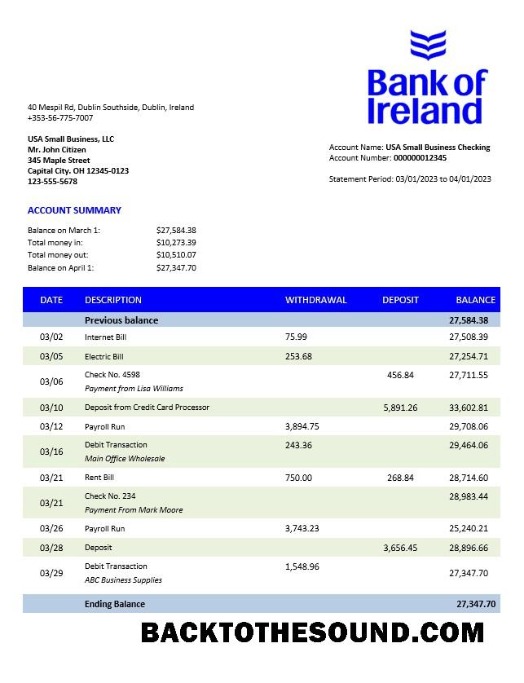 Bank of
Ireland
40 Mespil Rd, Dublin Southside, Dublin, Ireland
+353-56-775-7007
USA Small Business, LLC
Mr. John Citizen
345 Maple Street
Capital City. OH 12345-0123
123-555-5678
Account Name: USA Small Business Checking
Account Number: 000000012345
Statement Period: 03/01/2023 to 04/01/2023
ACCOUNT SUMMARY
Balance on March 1: $27,584.38
Total money in: $10,273.39
Total money out: $10,510.07
Balance on April 1: $27,347.70
DATE DESCRIPTION WITHDRAWAL DEPOSIT BALANCE
Previous balance 27,584.38
03/02 Internet Bill 75.99 27,508.39
03/05 Electric Bill 253.68 27,254.71
03/06 Check No. 4598 456.84 27,711.55
Payment from Lisa Williams
03/10 Deposit from Credit Card Processor 5,891.26 33,602.81
03/12 Payroll Run 3,894.75 29,708.06
03/16 Debit Transaction 243.36 29,464.06
Main Office Wholesale
03/21 Rent Bill 750.00 268.84 28,714.60
03/21 Check No. 234 28,983.44
Payment From Mark Moore
03/26 Payroll Run 3,743.23 25,240.21
03/28 Deposit 3,656.45 28,896.66
03/29 Debit Transaction 1,548.96 27,347.70
ABC Business Supplies
Ending Balance 27,347.70
BACKTOTHESOUND.COM